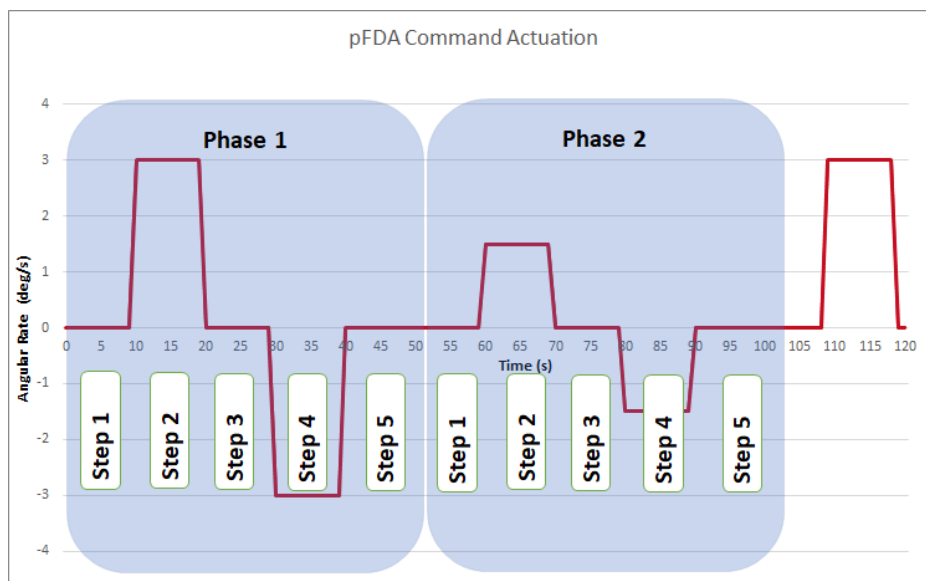 pFDA Command Actuation
Phase 1
Phase 2
4
3
2
1
0
-1
-2
-3
-4
Angular Rate (deg/s)
0 5 10 15 20 25 30 35 40 45 50 55 60 65 70 75 80 85 90 95 100 105 110 115 120
Time (s)
Step 1
Step 2
Step 3
Step 4
Step 5
Step 1
Step 2
Step 3
Step 4
Step 5